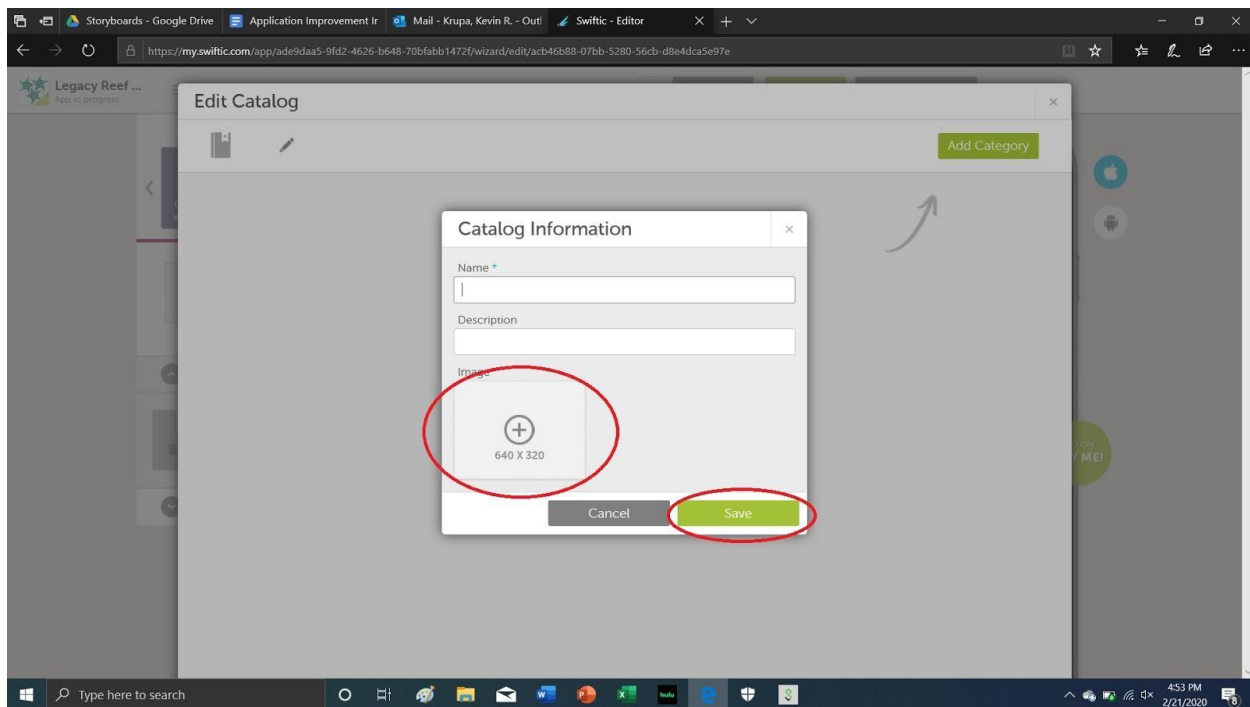 Storyboards - Google Drive
Application Improvement Ir
Mail - Krupa, Kevin R. - Outl
Swiftic - Editor
https://my.swiftic.com/app/ade9daa5-9fd2-4626-b648-70bfabb1472f/wizard/edit/acb46b88-07bb-5280-56cb-d8e4dca5e97e
Legacy Reef ...
App in progress
Edit Catalog
Add Category
Catalog Information
Name *
Description
Image
640 X 320
Cancel
Save
ME!
Type here to search
hulu
4:53 PM
2/21/2020
8